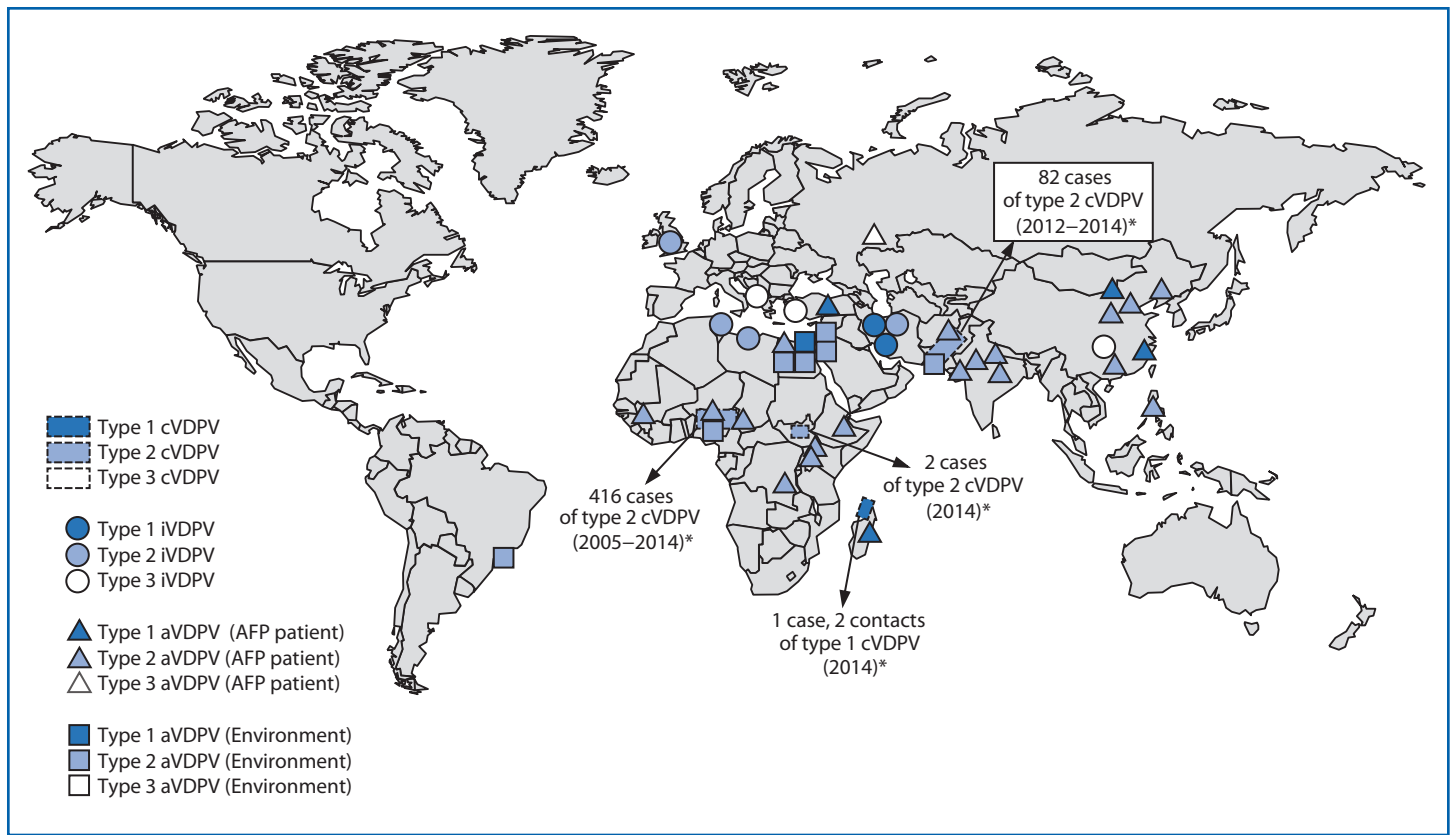 82 cases
of type 2 cVDPV
(2012–2014)*
Type 1 cVDPV
Type 2 cVDPV
Type 3 cVDPV
Type 1 iVDPV
Type 2 iVDPV
Type 3 iVDPV
Type 1 aVDPV (AFP patient)
Type 2 aVDPV (AFP patient)
Type 3 aVDPV (AFP patient)
Type 1 aVDPV (Environment)
Type 2 aVDPV (Environment)
Type 3 aVDPV (Environment)
416 cases
of type 2 cVDPV
(2005–2014)*
2 cases
of type 2 cVDPV
(2014)*
1 case, 2 contacts
of type 1 cVDPV
(2014)*